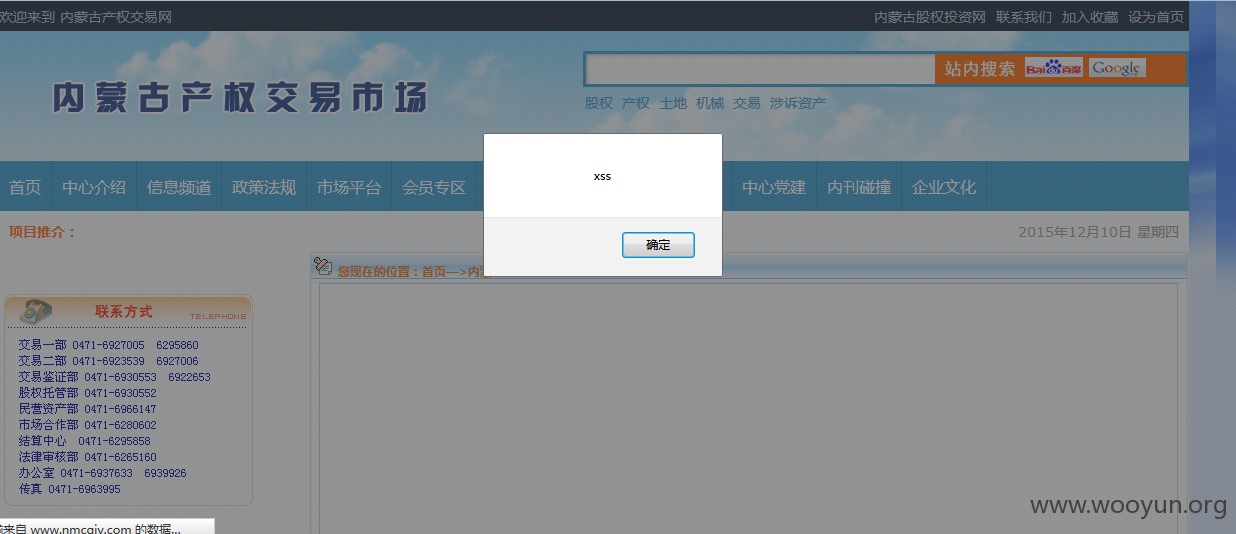 欢迎来到 内蒙古产权交易网
内蒙古股权投资网 联系我们 加入收藏 设为首页
内蒙古产权交易市场
站内搜索 Bai百度 Google
股权 产权 土地 机械 交易 涉诉资产
xss
确定
首页 中心介绍 信息频道 政策法规 市场平台 会员专区 中心党建 内刊碰撞 企业文化
项目推介：
2015年12月10日 星期四
您现在的位置：首页—>内蒙
联系方式 TELEPHONE
交易一部 0471-6927005 6295860
交易二部 0471-6923539 6927006
交易鉴证部 0471-6930553 6922653
股权托管部 0471-6930552
民营资产部 0471-6966147
市场合作部 0471-6280602
结算中心 0471-6295858
法律审核部 0471-6265160
办公室 0471-6937633 6939926
传真 0471-6963995
www.wooyun.org
来自 www.nmcqjy.com 的数据...